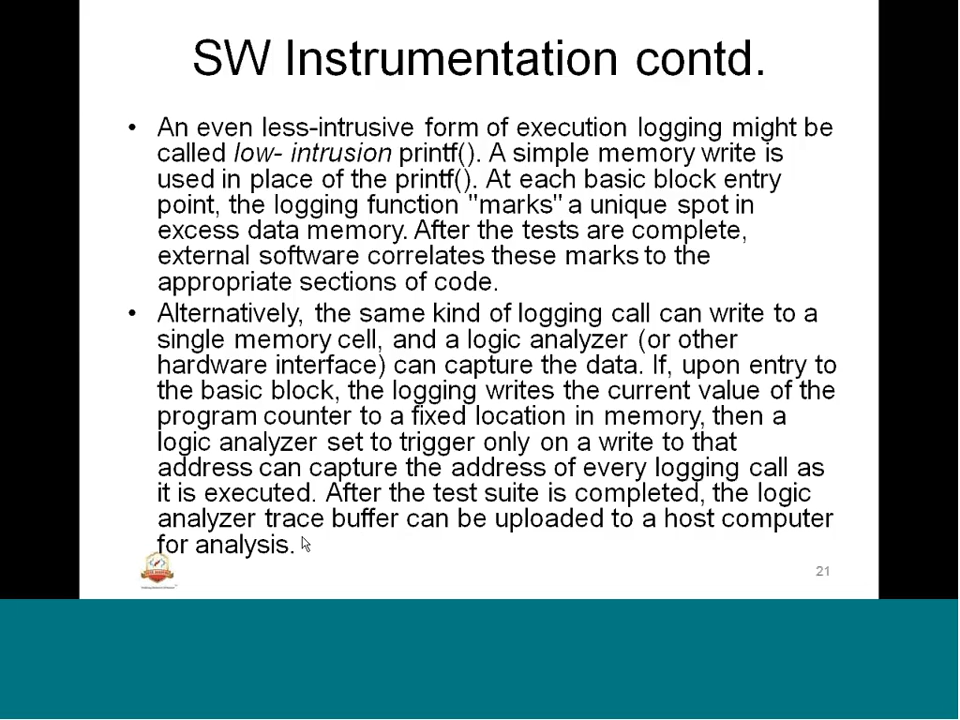 SW Instrumentation contd.
• An even less-intrusive form of execution logging might be
called low- intrusion printf(). A simple memory write is
used in place of the printf(). At each basic block entry
point, the logging function "marks" a unique spot in
excess data memory. After the tests are complete,
external software correlates these marks to the
appropriate sections of code.
• Alternatively, the same kind of logging call can write to a
single memory cell, and a logic analyzer (or other
hardware interface) can capture the data. If, upon entry to
the basic block, the logging writes the current value of the
program counter to a fixed location in memory, then a
logic analyzer set to trigger only on a write to that
address can capture the address of every logging call as
it is executed. After the test suite is completed, the logic
analyzer trace buffer can be uploaded to a host computer
for analysis.
21